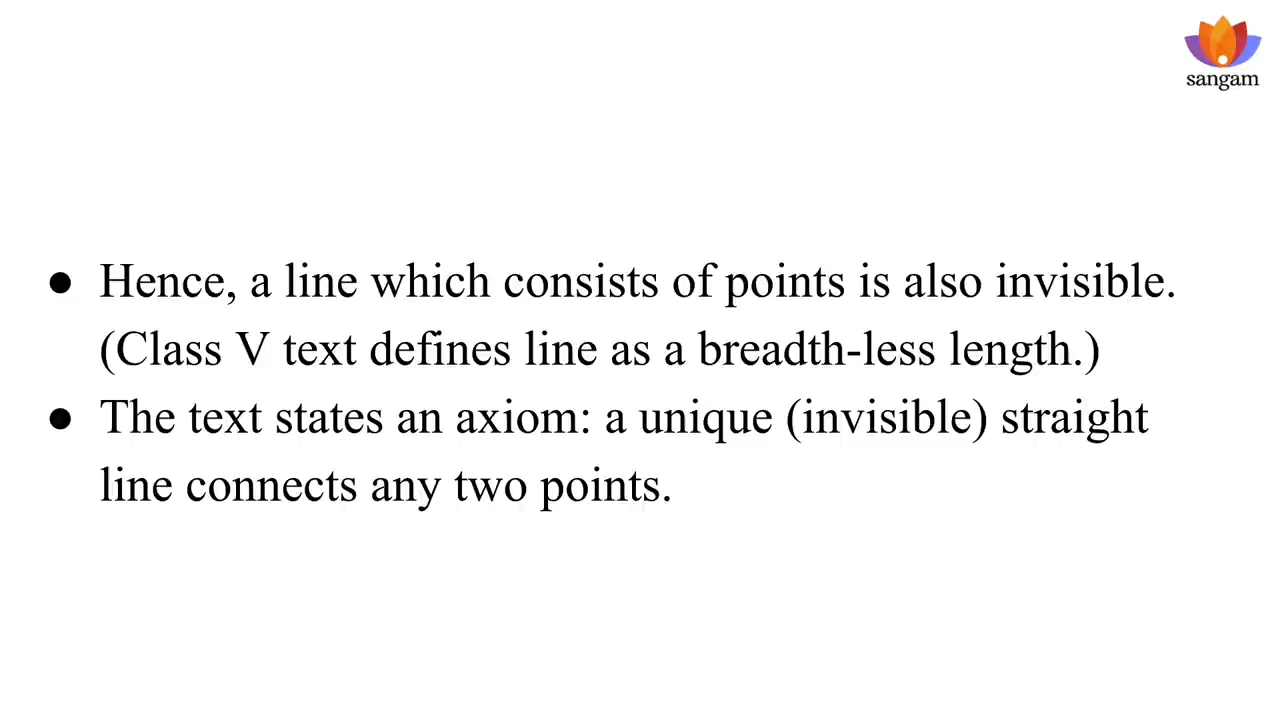 sangam
● Hence, a line which consists of points is also invisible.
(Class V text defines line as a breadth-less length.)
● The text states an axiom: a unique (invisible) straight
line connects any two points.